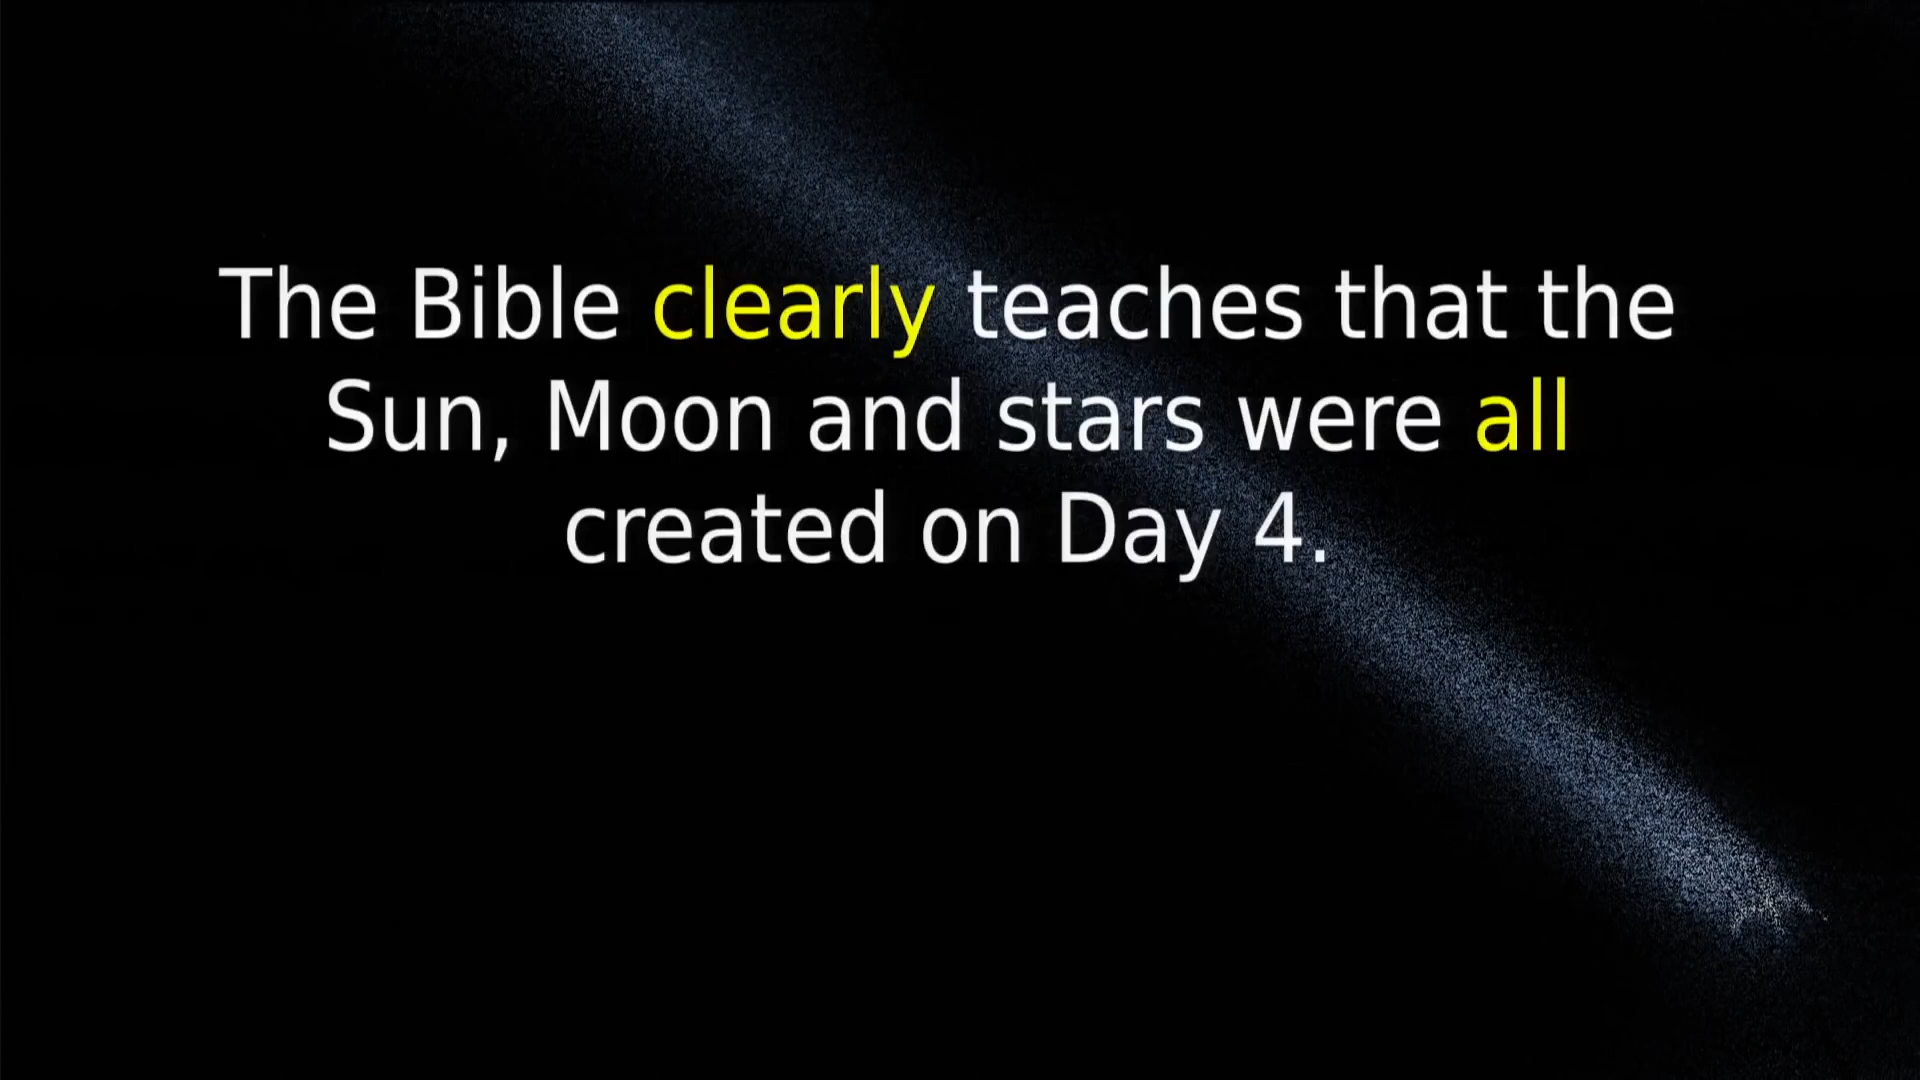 The Bible clearly teaches that the
Sun, Moon and stars were all
created on Day 4.